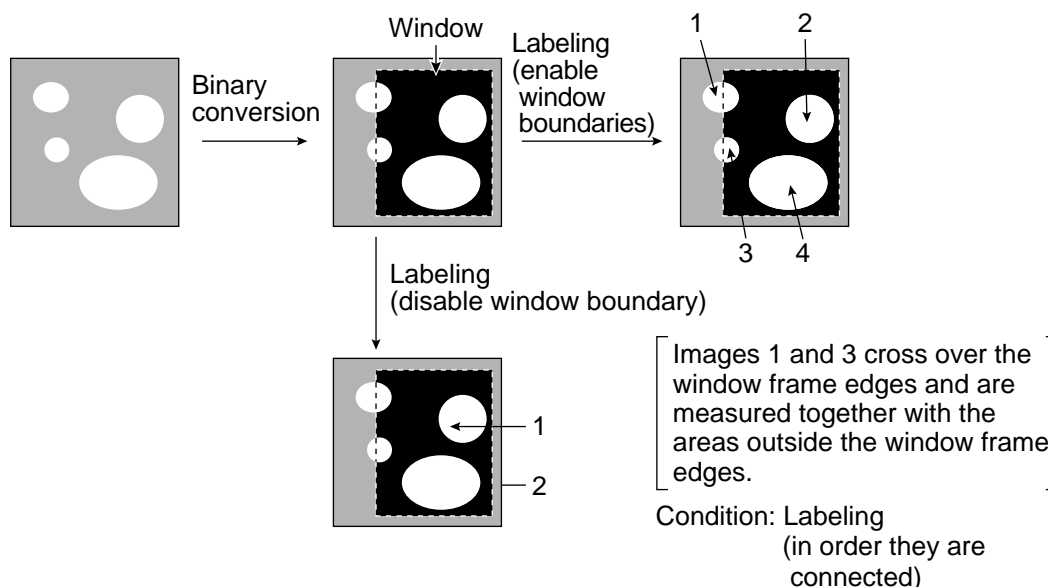 Window
Binary
conversion
Labeling
(enable
window
boundaries)
1
2
3
4
Labeling
(disable window boundary)
1
2
Images 1 and 3 cross over the
window frame edges and are
measured together with the
areas outside the window frame
edges.
Condition: Labeling
(in order they are
connected)